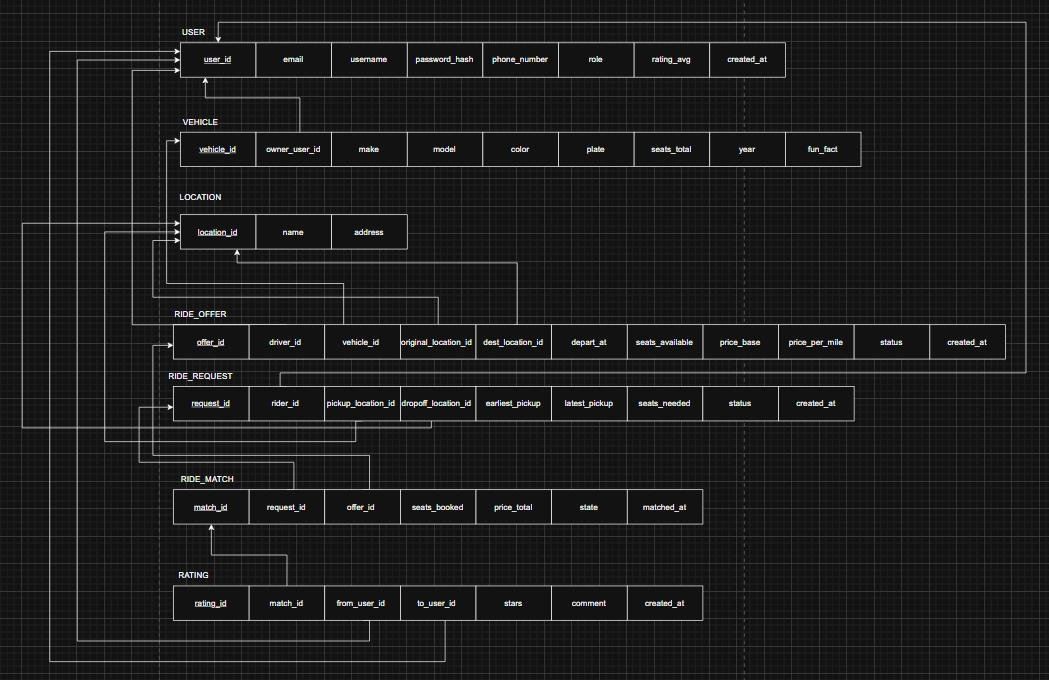 USER
user_id email username password_hash phone_number role rating_avg created_at
VEHICLE
vehicle_id owner_user_id make model color plate seats_total year fun_fact
LOCATION
location_id name address
RIDE_OFFER
offer_id driver_id vehicle_id original_location_id dest_location_id depart_at seats_available price_base price_per_mile status created_at
RIDE_REQUEST
request_id rider_id pickup_location_id dropoff_location_id earliest_pickup latest_pickup seats_needed status created_at
RIDE_MATCH
match_id request_id offer_id seats_booked price_total state matched_at
RATING
rating_id match_id from_user_id to_user_id stars comment created_at